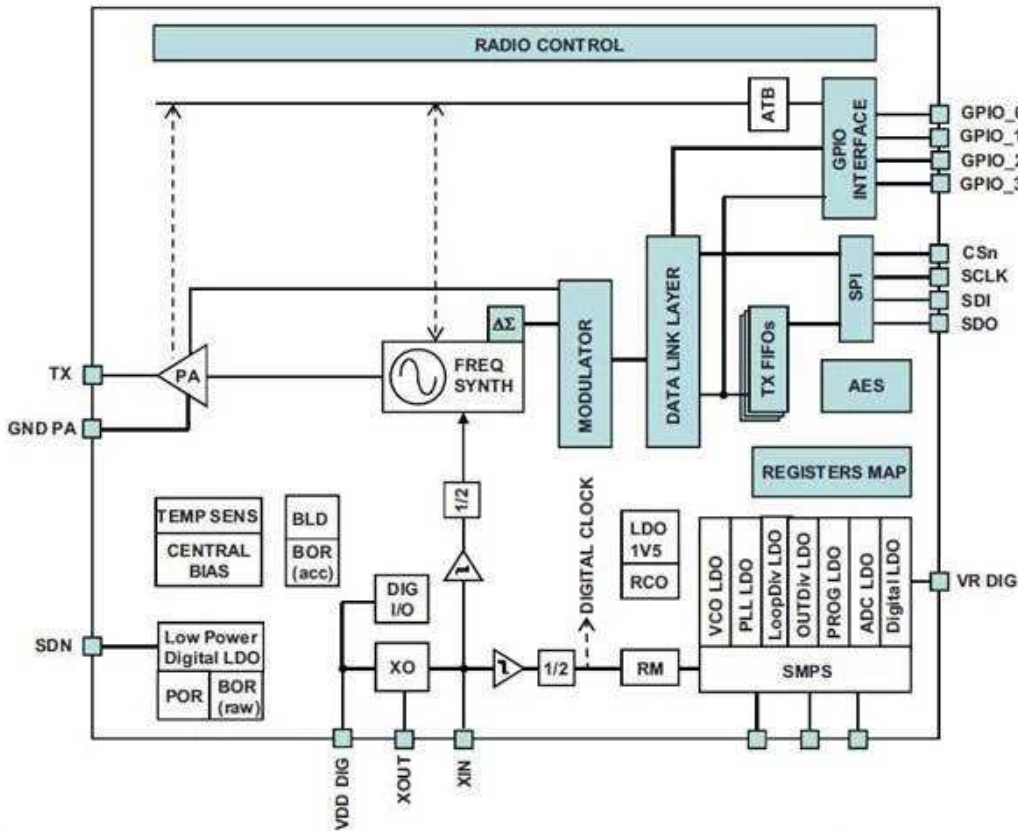 RADIO CONTROL
ATB
GPIO
INTERFACE
GPIO_0
GPIO_1
GPIO_2
GPIO_3
CSn
SCLK
SDI
SDO
SPI
DATA LINK LAYER
TX FIFOs
MODULATOR
ΔΣ
FREQ
SYNTH
PA
TX
GND PA
AES
REGISTERS MAP
1/2
TEMP SENS
CENTRAL
BIAS
BLD
BOR
(acc)
LDO
1V5
RCO
DIGITAL CLOCK
VCO LDO
PLL LDO
LoopDiv LDO
OUTDiv LDO
PROG LDO
ADC LDO
Digital LDO
VR DIG
DIG
I/O
SDN
Low Power
Digital LDO
POR
BOR
(raw)
XO
1/2
RM
SMPS
VDD DIG
XOUT
XIN